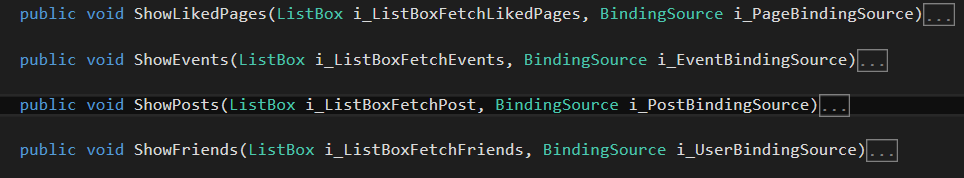 public void ShowLikedPages(ListBox i_ListBoxFetchLikedPages, BindingSource i_PageBindingSource)...
public void ShowEvents(ListBox i_ListBoxFetchEvents, BindingSource i_EventBindingSource)...
public void ShowPosts(ListBox i_ListBoxFetchPost, BindingSource i_PostBindingSource)...
public void ShowFriends(ListBox i_ListBoxFetchFriends, BindingSource i_UserBindingSource)...